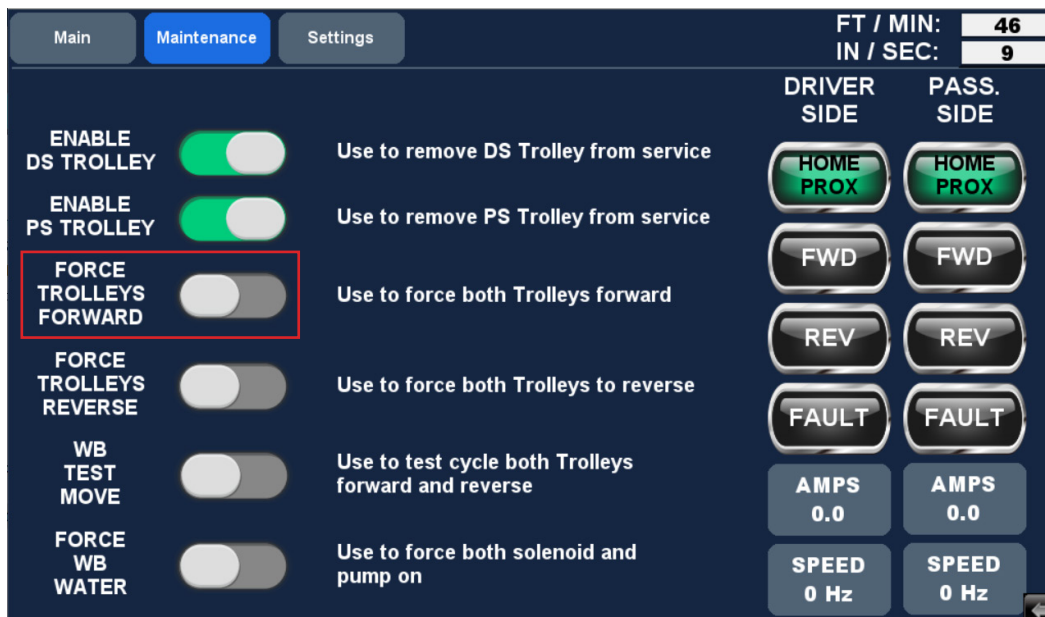 Main
Maintenance
Settings
FT / MIN: 46
IN / SEC: 9
ENABLE
DS TROLLEY
Use to remove DS Trolley from service
ENABLE
PS TROLLEY
Use to remove PS Trolley from service
FORCE
TROLLEYS
FORWARD
Use to force both Trolleys forward
FORCE
TROLLEYS
REVERSE
Use to force both Trolleys to reverse
WB
TEST
MOVE
Use to test cycle both Trolleys
forward and reverse
FORCE
WB
WATER
Use to force both solenoid and
pump on
DRIVER
SIDE
HOME
PROX
FWD
REV
FAULT
AMPS
0.0
SPEED
0 Hz
PASS.
SIDE
HOME
PROX
FWD
REV
FAULT
AMPS
0.0
SPEED
0 Hz